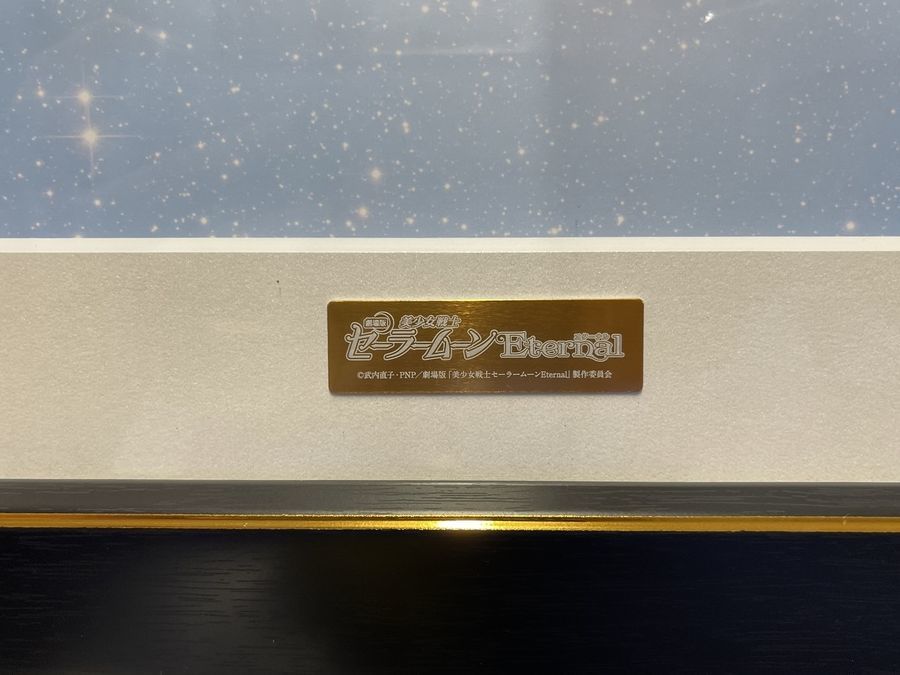 劇場版
美少女戦士
セーラームーンEternal
©武内直子・PNP／劇場版「美少女戦士セーラームーンEternal」製作委員会